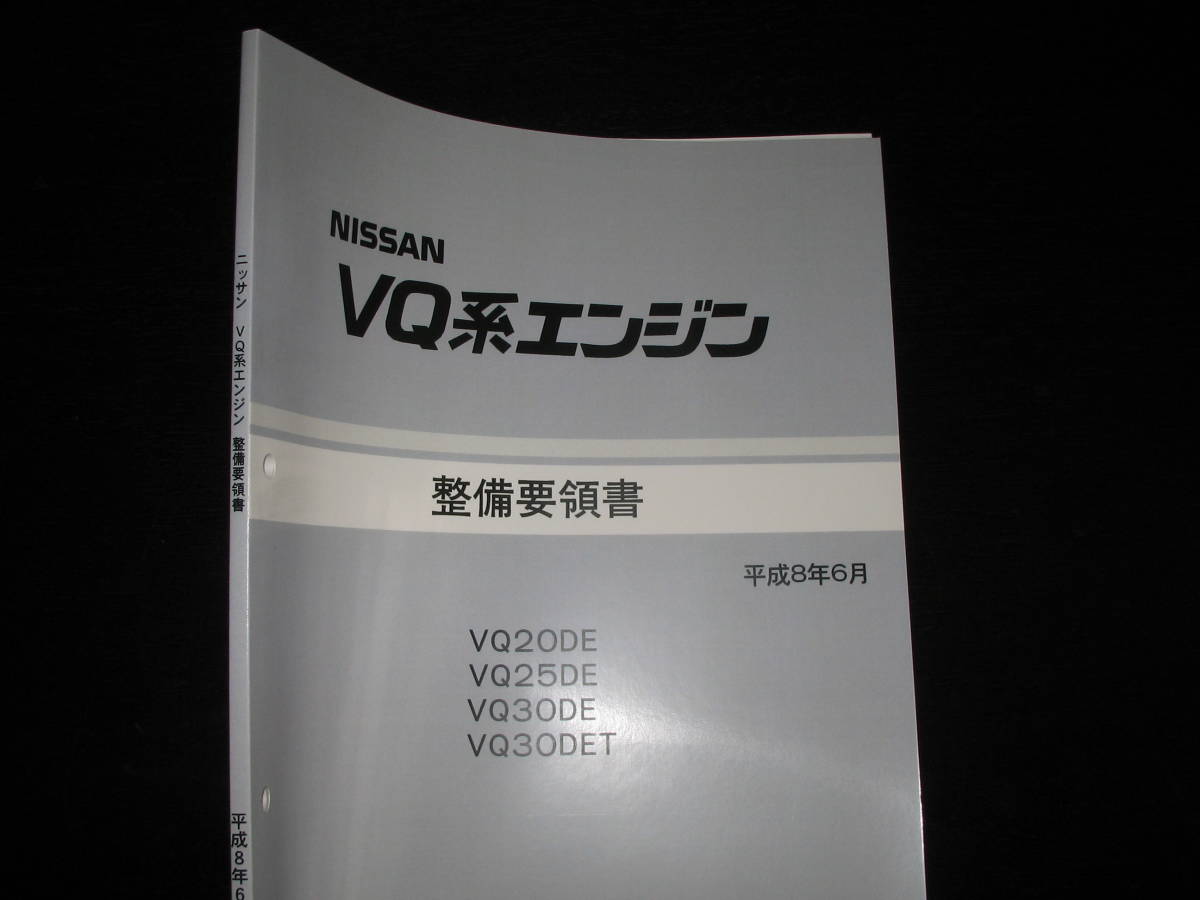 NISSAN
VQ系エンジン
整備要領書
平成8年6月
VQ20DE
VQ25DE
VQ30DE
VQ30DET
ニッサン VQ系エンジン 整備要領書 平成8年6